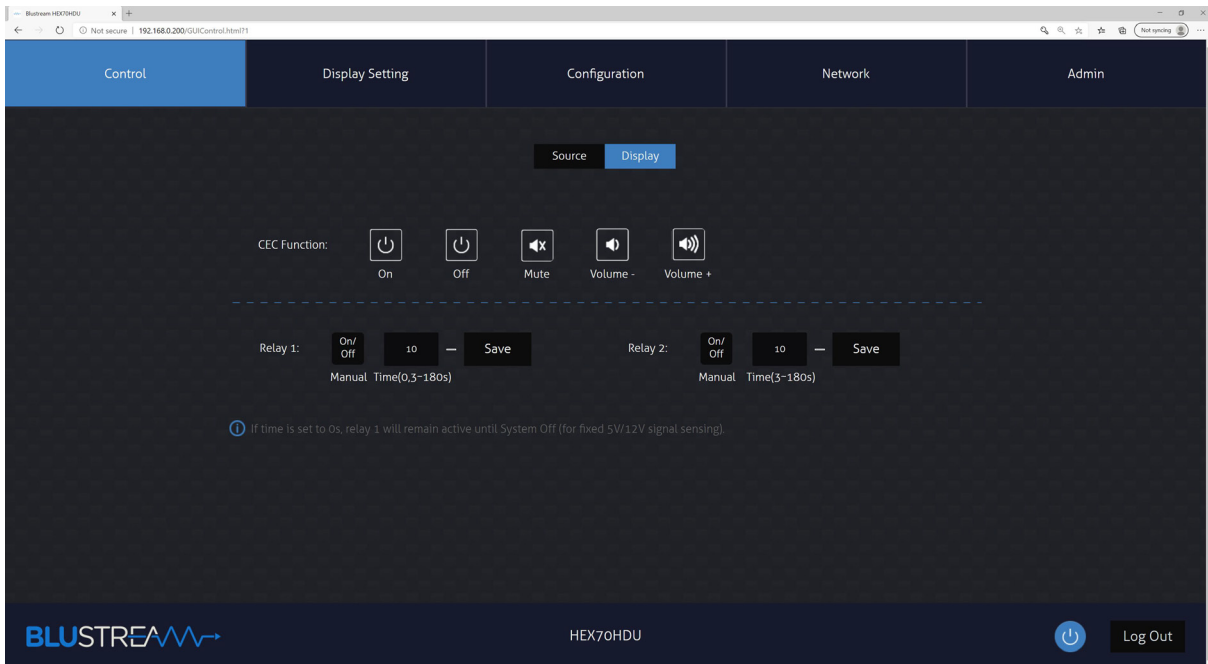 Blustream HEX70HDU
Not secure | 192.168.0.200/GUIControl.html?1
Not syncing
Control
Display Setting
Configuration
Network
Admin
Source
Display
CEC Function:
On
Off
Mute
Volume -
Volume +
Relay 1:
On/
Off
10
–
Save
Manual
Time(0,3~180s)
Relay 2:
On/
Off
10
–
Save
Manual
Time(3~180s)
If time is set to 0s, relay 1 will remain active until System Off (for fixed 5V/12V signal sensing).
BLUSTREAM
HEX70HDU
Log Out